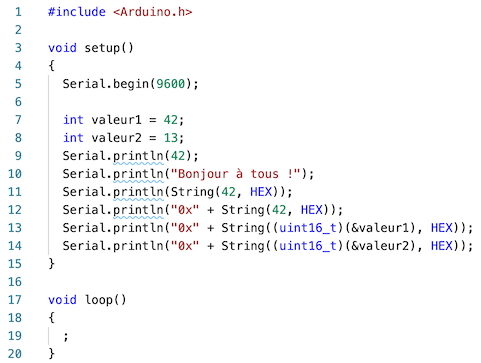 1 #include <Arduino.h>
2
3 void setup()
4 {
5 Serial.begin(9600);
6
7 int valeur1 = 42;
8 int valeur2 = 13;
9 Serial.println(42);
10 Serial.println("Bonjour à tous !");
11 Serial.println(String(42, HEX));
12 Serial.println("0x" + String(42, HEX));
13 Serial.println("0x" + String((uint16_t)(&valeur1), HEX));
14 Serial.println("0x" + String((uint16_t)(&valeur2), HEX));
15 }
16
17 void loop()
18 {
19 ;
20 }